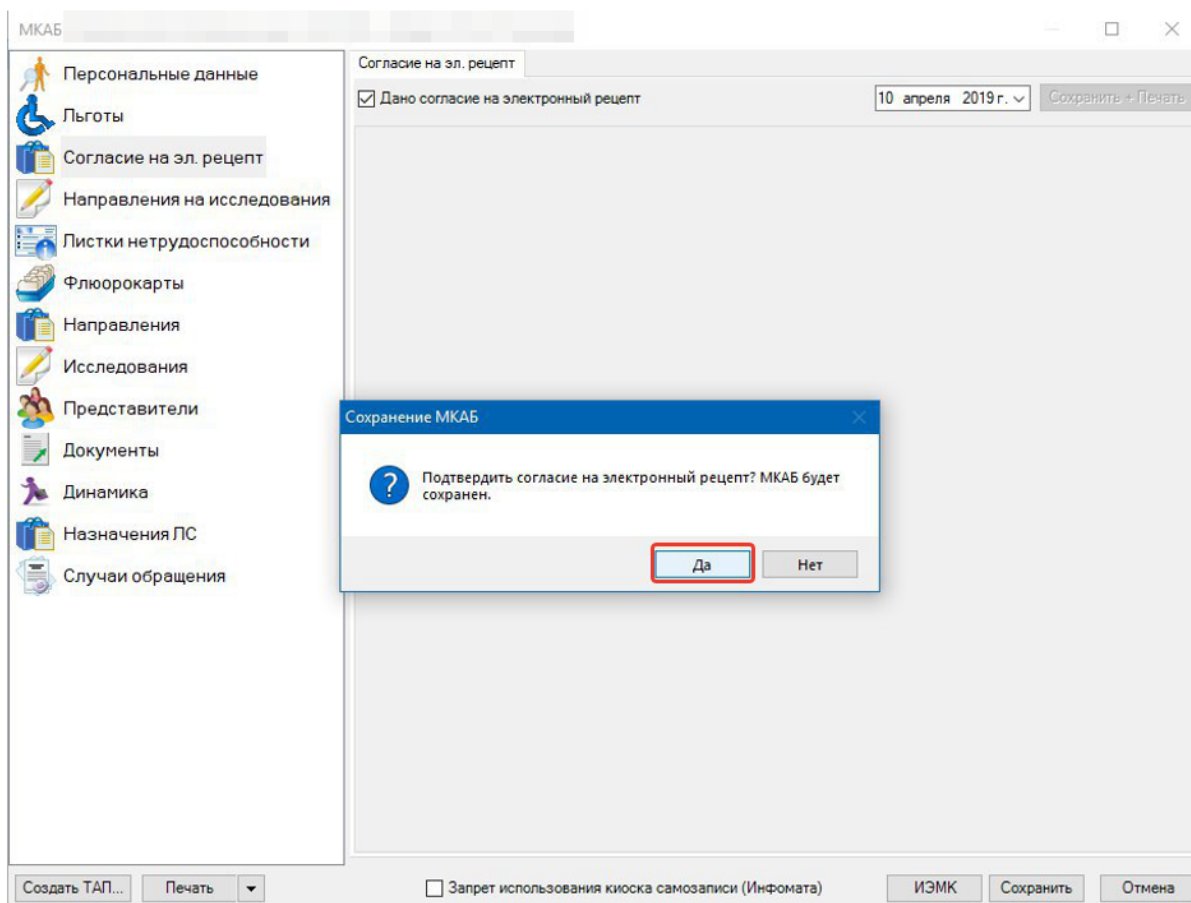 МКАБ
Персональные данные
Льготы
Согласие на эл. рецепт
Направления на исследования
Листки нетрудоспособности
Флюорокарты
Направления
Исследования
Представители
Документы
Динамика
Назначения ЛС
Случаи обращения
Согласие на эл. рецепт
Дано согласие на электронный рецепт
10 апреля 2019 г.
Сохранить + Печать
Сохранение МКАБ
Подтвердить согласие на электронный рецепт? МКАБ будет
сохранен.
Да Нет
Создать ТАП... Печать Запрет использования киоска самозаписи (Инфомата) ИЭМК Сохранить Отмена